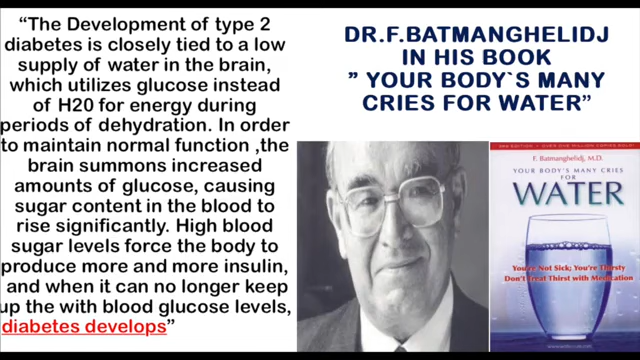 “The Development of type 2
diabetes is closely tied to a low
supply of water in the brain,
which utilizes glucose instead
of H20 for energy during
periods of dehydration. In order
to maintain normal function ,the
brain summons increased
amounts of glucose, causing
sugar content in the blood to
rise significantly. High blood
sugar levels force the body to
produce more and more insulin,
and when it can no longer keep
up the with blood glucose levels,
diabetes develops”
DR.F.BATMANGHELIDJ
IN HIS BOOK
” YOUR BODY`S MANY
CRIES FOR WATER”
F. Batmanghelidj, M.D.
YOUR BODY'S MANY CRIES
FOR
WATER
You're Not Sick; You're Thirsty
Don't Treat Thirst with Medication